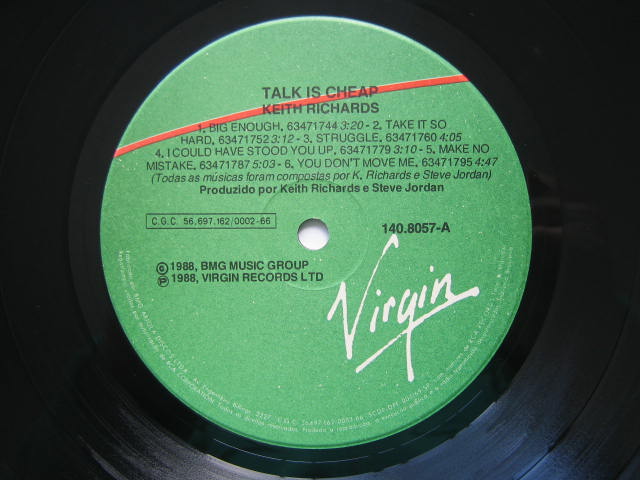 TALK IS CHEAP
KEITH RICHARDS
1. BIG ENOUGH, 63471744 3:20 - 2. TAKE IT SO
HARD, 63471752 3:12 - 3. STRUGGLE, 63471760 4:05
4. I COULD HAVE STOOD YOU UP, 63471779 3:10 - 5. MAKE NO
MISTAKE, 63471787 5:03 - 6. YOU DON'T MOVE ME, 63471795 4:47
(Todas as músicas foram compostas por K. Richards e Steve Jordan)
Produzido por Keith Richards e Steve Jordan
C.G.C. 56.697.162/0002-66
140.8057-A
© 1988, BMG MUSIC GROUP
℗ 1988, VIRGIN RECORDS LTD
Virgin